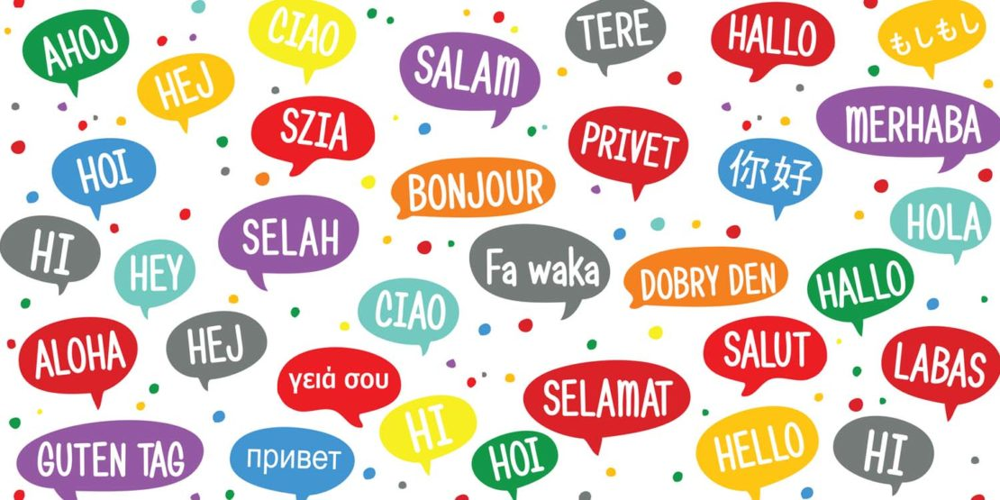 AHOJ
CIAO
TERE
HALLO
もしもし
HEJ
SALAM
SZIA
PRIVET
MERHABA
HOI
你好
BONJOUR
HOLA
HI
SELAH
HEY
Fa waka
DOBRY DEN
HALLO
CIAO
ALOHA
HEJ
SALUT
LABAS
γειά σου
SELAMAT
HI
HELLO
HI
GUTEN TAG
привет
HOI